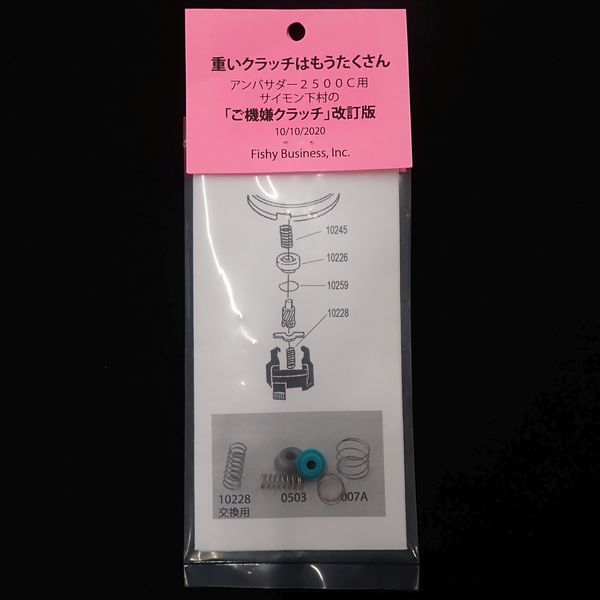 重いクラッチはもうたくさん
アンバサダー２５００Ｃ用
サイモン下村の
「ご機嫌クラッチ」改訂版
10/10/2020
Fishy Business, Inc.
10245
10226
10259
10228
10228
交換用
0503
007A